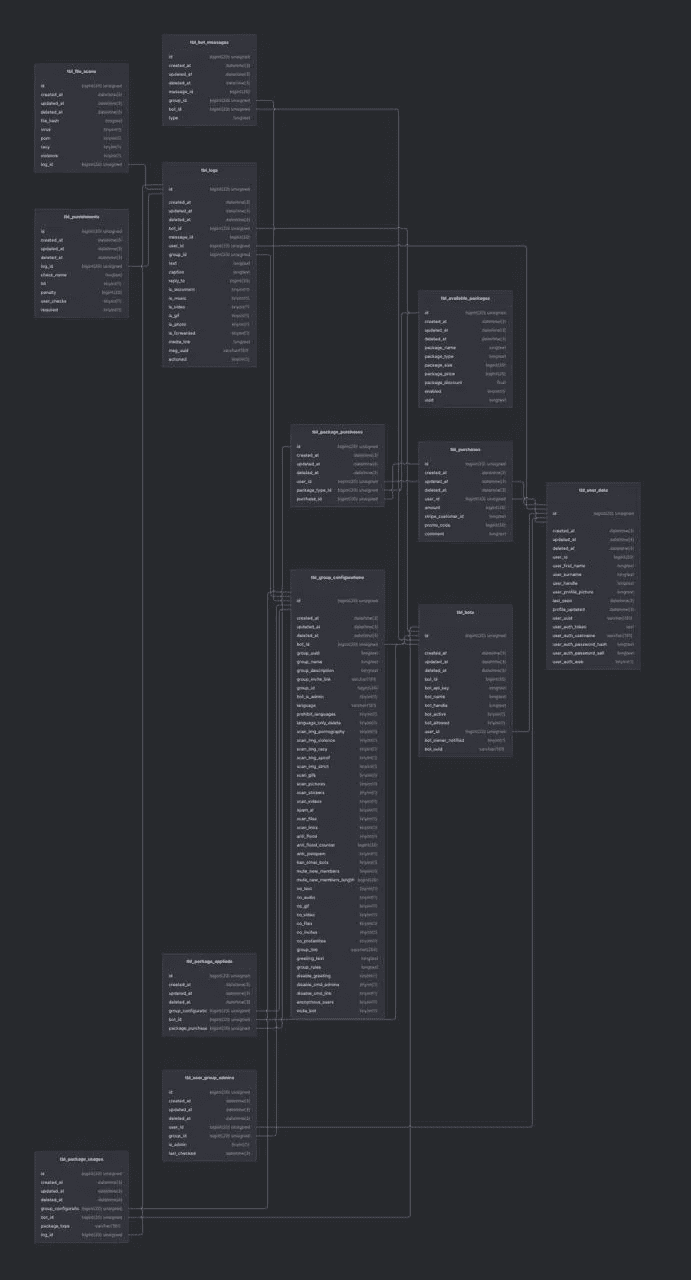 tbl_bot_messages
id bigint(20) unsigned
created_at datetime(3)
updated_at datetime(3)
deleted_at datetime(3)
message_id bigint(20)
group_id bigint(20) unsigned
bot_id bigint(20) unsigned
type longtext
tbl_file_scans
id bigint(20) unsigned
created_at datetime(3)
updated_at datetime(3)
deleted_at datetime(3)
file_hash longtext
virus tinyint(1)
porn tinyint(1)
racy tinyint(1)
violence tinyint(1)
log_id bigint(20) unsigned
tbl_logs
id bigint(20) unsigned
created_at datetime(3)
updated_at datetime(3)
deleted_at datetime(3)
bot_id bigint(20) unsigned
message_id bigint(20)
user_id bigint(20) unsigned
group_id bigint(20) unsigned
text longtext
caption longtext
reply_to bigint(20)
is_document tinyint(1)
is_music tinyint(1)
is_video tinyint(1)
is_gif tinyint(1)
is_photo tinyint(1)
is_forwarded tinyint(1)
media_link longtext
msg_uuid varchar(191)
actioned tinyint(1)
tbl_punishments
id bigint(20) unsigned
created_at datetime(3)
updated_at datetime(3)
deleted_at datetime(3)
log_id bigint(20) unsigned
check_name longtext
hit tinyint(1)
penalty bigint(20)
user_checks tinyint(1)
required tinyint(1)
tbl_available_packages
id bigint(20) unsigned
created_at datetime(3)
updated_at datetime(3)
deleted_at datetime(3)
package_name longtext
package_type longtext
package_size bigint(20)
package_price bigint(20)
package_discount float
enabled tinyint(1)
uuid longtext
tbl_package_purchases
id bigint(20) unsigned
created_at datetime(3)
updated_at datetime(3)
deleted_at datetime(3)
user_id bigint(20) unsigned
package_type_id bigint(20) unsigned
purchase_id bigint(20) unsigned
tbl_purchases
id bigint(20) unsigned
created_at datetime(3)
updated_at datetime(3)
deleted_at datetime(3)
user_id bigint(20) unsigned
amount bigint(20)
stripe_customer_id longtext
promo_code bigint(20)
comment longtext
tbl_user_data
id bigint(20) unsigned
created_at datetime(3)
updated_at datetime(3)
deleted_at datetime(3)
user_id bigint(20)
user_first_name longtext
user_surname longtext
user_handle longtext
user_profile_picture longtext
last_seen datetime(3)
profile_updated datetime(3)
user_uuid varchar(191)
user_auth_token text
user_auth_username varchar(191)
user_auth_password_hash longtext
user_auth_password_salt longtext
user_auth_web tinyint(1)
tbl_group_configurations
id bigint(20) unsigned
created_at datetime(3)
updated_at datetime(3)
deleted_at datetime(3)
bot_id bigint(20) unsigned
group_uuid longtext
group_name longtext
group_description longtext
group_invite_link varchar(191)
group_id bigint(20)
bot_is_admin tinyint(1)
language varchar(191)
prohibit_languages tinyint(1)
language_only_delete tinyint(1)
scan_img_pornography tinyint(1)
scan_img_violence tinyint(1)
scan_img_racy tinyint(1)
scan_img_spoof tinyint(1)
scan_img_strict tinyint(1)
scan_gifs tinyint(1)
scan_pictures tinyint(1)
scan_stickers tinyint(1)
scan_videos tinyint(1)
spam_ai tinyint(1)
scan_files tinyint(1)
scan_links tinyint(1)
anti_flood tinyint(1)
anti_flood_counter bigint(20)
anti_channel tinyint(1)
ban_other_bots tinyint(1)
mute_new_members tinyint(1)
mute_new_members_length bigint(20)
no_text tinyint(1)
no_audio tinyint(1)
no_gif tinyint(1)
no_video tinyint(1)
no_files tinyint(1)
no_invites tinyint(1)
no_profanities tinyint(1)
group_link
greeting_text longtext
group_rules longtext
disable_greeting tinyint(1)
disable_cmd_admins tinyint(1)
disable_cmd_link tinyint(1)
anonymous_users tinyint(1)
mute_bot tinyint(1)
tbl_bots
id bigint(20) unsigned
created_at datetime(3)
updated_at datetime(3)
deleted_at datetime(3)
bot_id bigint(20)
bot_api_key longtext
bot_name longtext
bot_handle longtext
bot_active tinyint(1)
bot_allowed tinyint(1)
user_id bigint(20) unsigned
bot_owner_notified tinyint(1)
bot_uuid varchar(191)
tbl_package_applieds
id bigint(20) unsigned
created_at datetime(3)
updated_at datetime(3)
deleted_at datetime(3)
group_configuratic bigint(20) unsigned
bot_id bigint(20) unsigned
package_purchase bigint(20) unsigned
tbl_user_group_admins
id bigint(20) unsigned
created_at datetime(3)
updated_at datetime(3)
deleted_at datetime(3)
user_id bigint(20) unsigned
group_id bigint(20) unsigned
is_admin tinyint(1)
last_checked datetime(3)
tbl_package_usages
id bigint(20) unsigned
created_at datetime(3)
updated_at datetime(3)
deleted_at datetime(3)
group_configuratic bigint(20) unsigned
bot_id bigint(20) unsigned
package_type varchar(191)
log_id bigint(20) unsigned